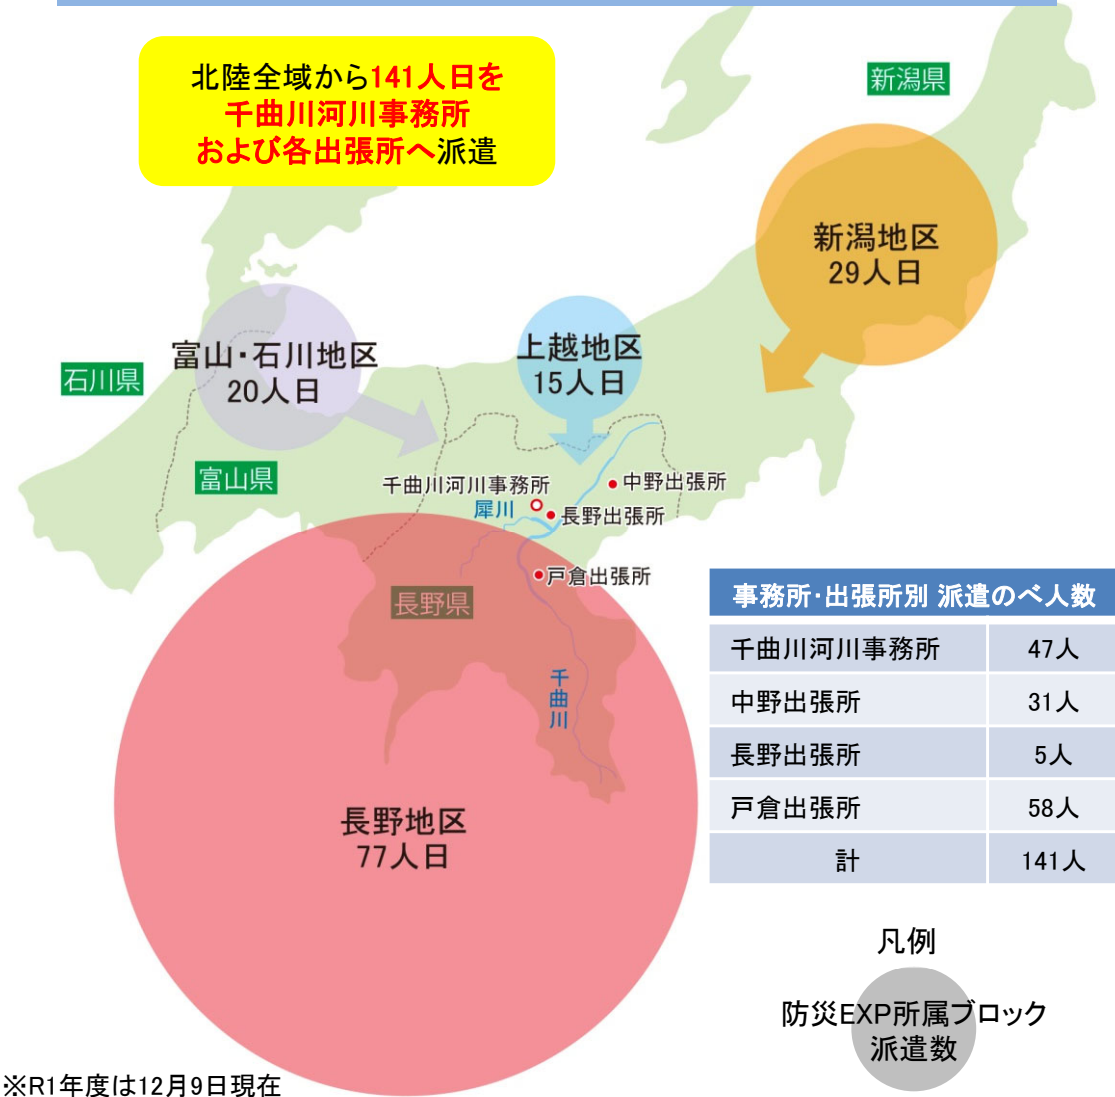 北陸全域から141人日を
千曲川河川事務所
および各出張所へ派遣
新潟県
新潟地区
29人日
富山・石川地区
20人日
上越地区
15人日
石川県
富山県
千曲川河川事務所
中野出張所
犀川
長野出張所
戸倉出張所
長野県
千曲川
長野地区
77人日
事務所・出張所別 派遣のべ人数
千曲川河川事務所 47人
中野出張所 31人
長野出張所 5人
戸倉出張所 58人
計 141人
凡例
防災EXP所属ブロック
派遣数
※R1年度は12月9日現在